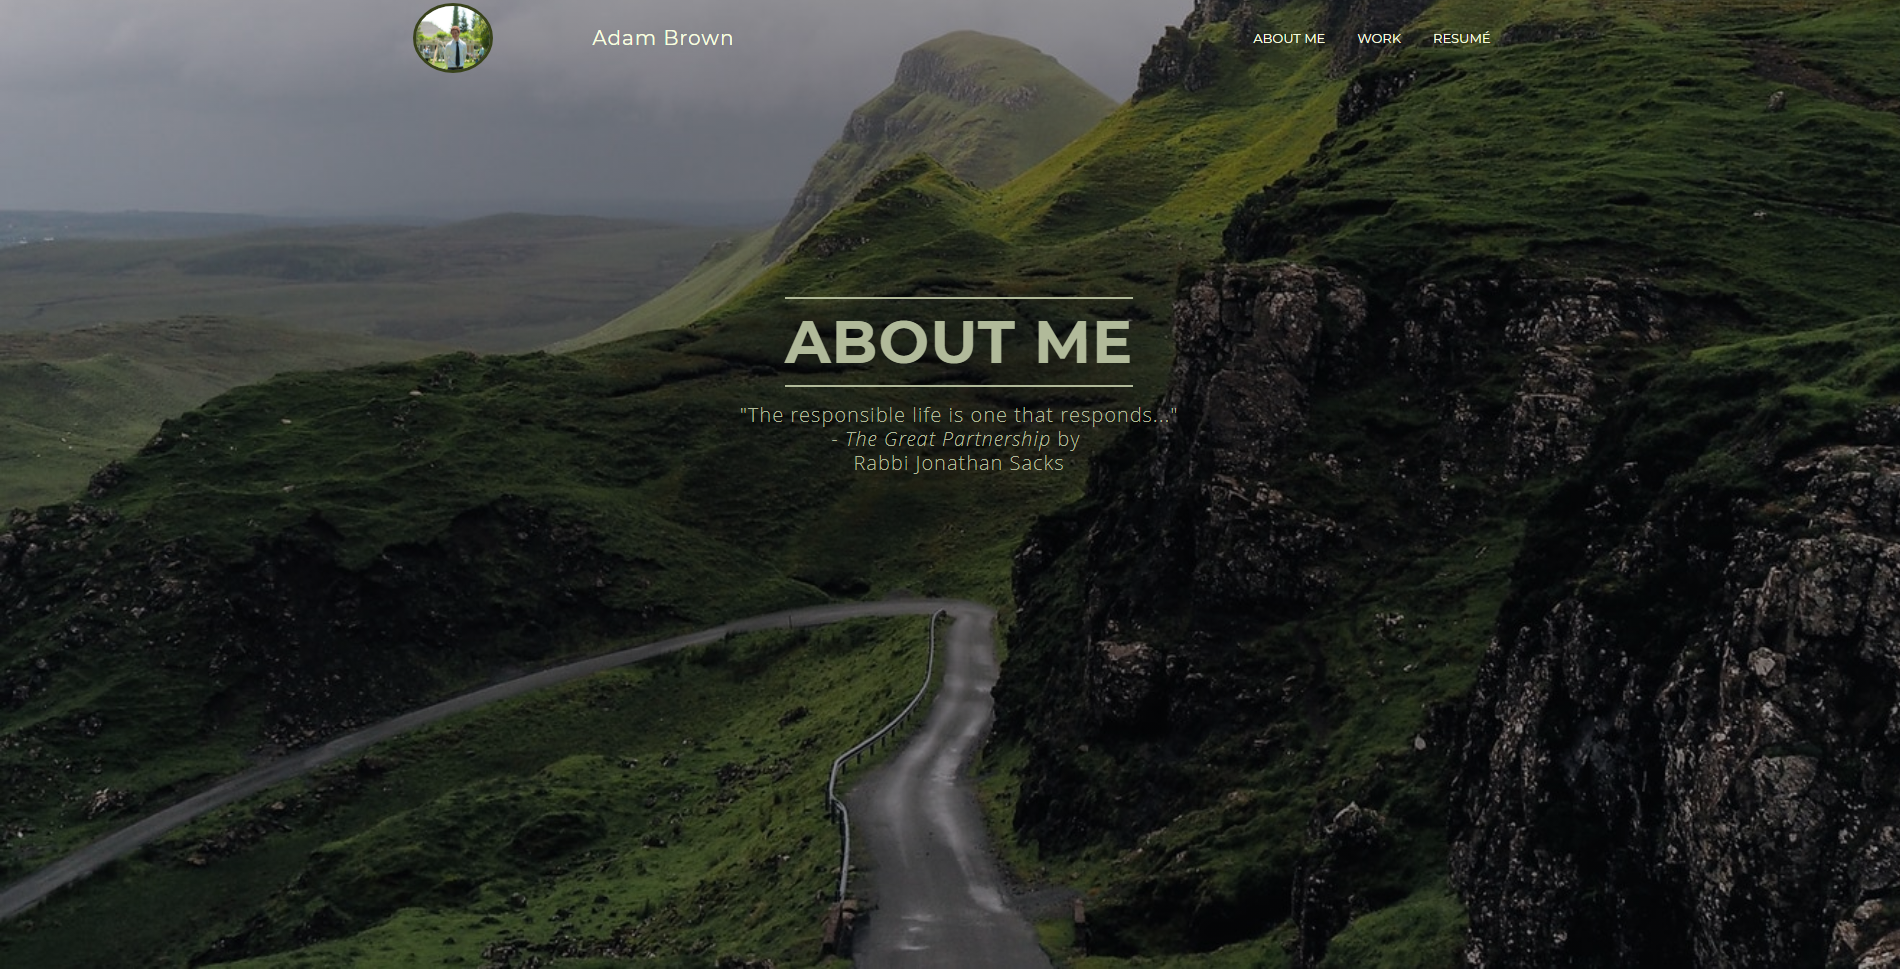 Adam Brown
ABOUT ME
WORK
RESUMÉ
ABOUT ME
"The responsible life is one that responds..."
- The Great Partnership by
Rabbi Jonathan Sacks